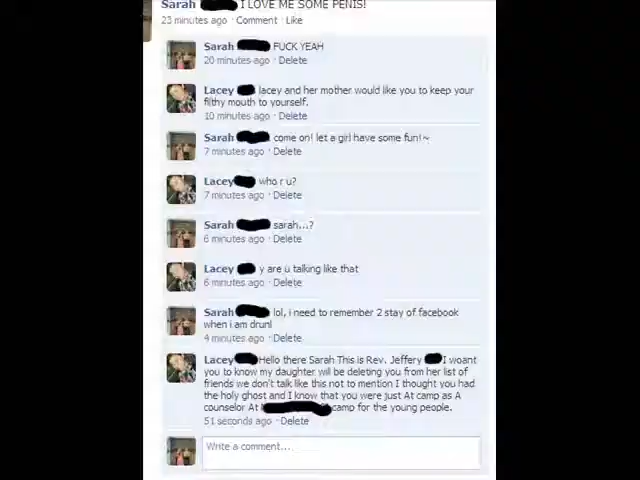 Sarah I LOVE ME SOME PENIS!
23 minutes ago · Comment · Like
Sarah FUCK YEAH
20 minutes ago · Delete
Lacey lacey and her mother would like you to keep your
filthy mouth to yourself.
10 minutes ago · Delete
Sarah come on! let a girl have some fun!~
7 minutes ago · Delete
Lacey who r u?
7 minutes ago · Delete
Sarah sarah...?
6 minutes ago · Delete
Lacey y are u talking like that
6 minutes ago · Delete
Sarah lol, i need to remember 2 stay of facebook
when i am drunl
4 minutes ago · Delete
Lacey Hello there Sarah This is Rev. Jeffery I woant
you to know my daughter will be deleting you from her list of
friends we don't talk like this not to mention I thought you had
the holy ghost and I know that you were just At camp as A
counselor At camp for the young people.
51 seconds ago · Delete
Write a comment...